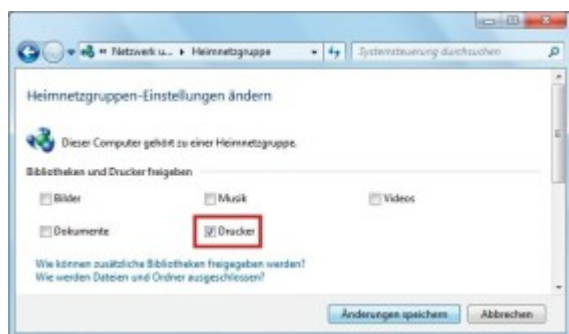 « Netzwerk u... ▸ Heimnetzgruppe
Systemsteuerung durchsuchen
Heimnetzgruppen-Einstellungen ändern
Dieser Computer gehört zu einer Heimnetzgruppe.
Bibliotheken und Drucker freigeben
Bilder Musik Videos
Dokumente Drucker
Wie können zusätzliche Bibliotheken freigegeben werden?
Wie werden Dateien und Ordner ausgeschlossen?
Änderungen speichern Abbrechen